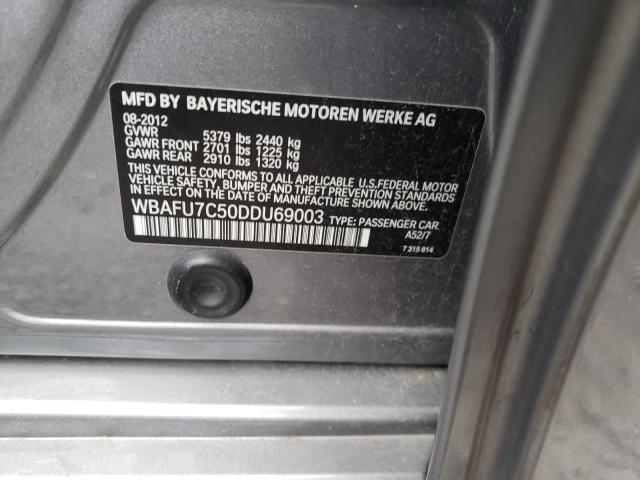 MFD BY BAYERISCHE MOTOREN WERKE AG
08-2012
GVWR 5379 lbs 2440 kg
GAWR FRONT 2701 lbs 1225 kg
GAWR REAR 2910 lbs 1320 kg
THIS VEHICLE CONFORMS TO ALL APPLICABLE U.S.FEDERAL MOTOR
VEHICLE SAFETY, BUMPER, AND THEFT PREVENTION STANDARDS
IN EFFECT ON THE DATE OF MANUFACTURE SHOWN ABOVE.
WBAFU7C50DDU69003 TYPE: PASSENGER CAR
A52/7
7 315 814